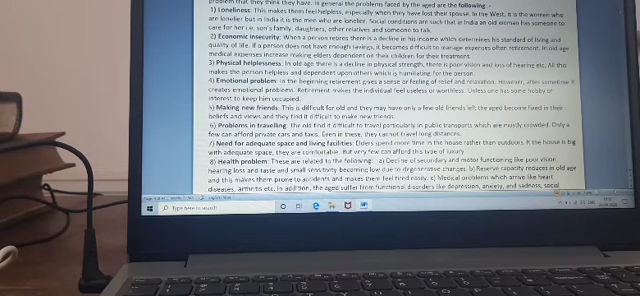 problem that they think they have. In general the problems faced by the aged are the following: -
1) Loneliness: This makes them feel helpless, especially when they have lost their spouse. In the West, it is the women who
are lonelier but in India it is the men who are lonelier. Social conditions are such that in India an old woman has someone to
care for her i.e. son's family, daughters, other relatives and someone to talk.
2) Economic insecurity: When a person retires there is a decline in his income which determines his standard of living and
quality of life. If a person does not have enough savings, it becomes difficult to manage expenses after retirement. In old age
medical expenses increase making elders dependent on their children for their treatment.
3) Physical helplessness: In old age there is a decline in physical strength, there is poor vision and loss of hearing etc. All this
makes the person helpless and dependent upon others which is humiliating for the person.
4) Emotional problem: In the beginning retirement gives a sense or feeling of relief and relaxation. However, after sometime it
creates emotional problems. Retirement makes the individual feel useless or worthless. Unless one has some hobby or
interest to keep him occupied.
5) Making new friends: This is difficult for old and they may have only a few old friends left the aged become fixed in their
beliefs and views and they find it difficult to make new friends.
6) Problems in travelling: The old find it difficult to travel particularly in public transports which are mostly crowded. Only a
few can afford private cars and taxis. Even in these, they cannot travel long distances.
7) Need for adequate space and living facilities: Elders spend more time in the house rather than outdoors. If the house is big
with adequate space, they are comfortable. But very few can afford this type of luxury.
8) Health problem: These are related to the following: a) Decline of secondary and motor functioning like poor vision,
hearing loss and taste and smell sensitivity becoming low due to degenerative changes. b) Reserve capacity reduces in old age
and this makes them prone to accidents and makes them feel tired easily. c) Medical problems which arrive like heart
diseases, arthritis etc. In addition, the aged suffer from functional disorders like depression, anxiety, and sadness, social
Type here to search